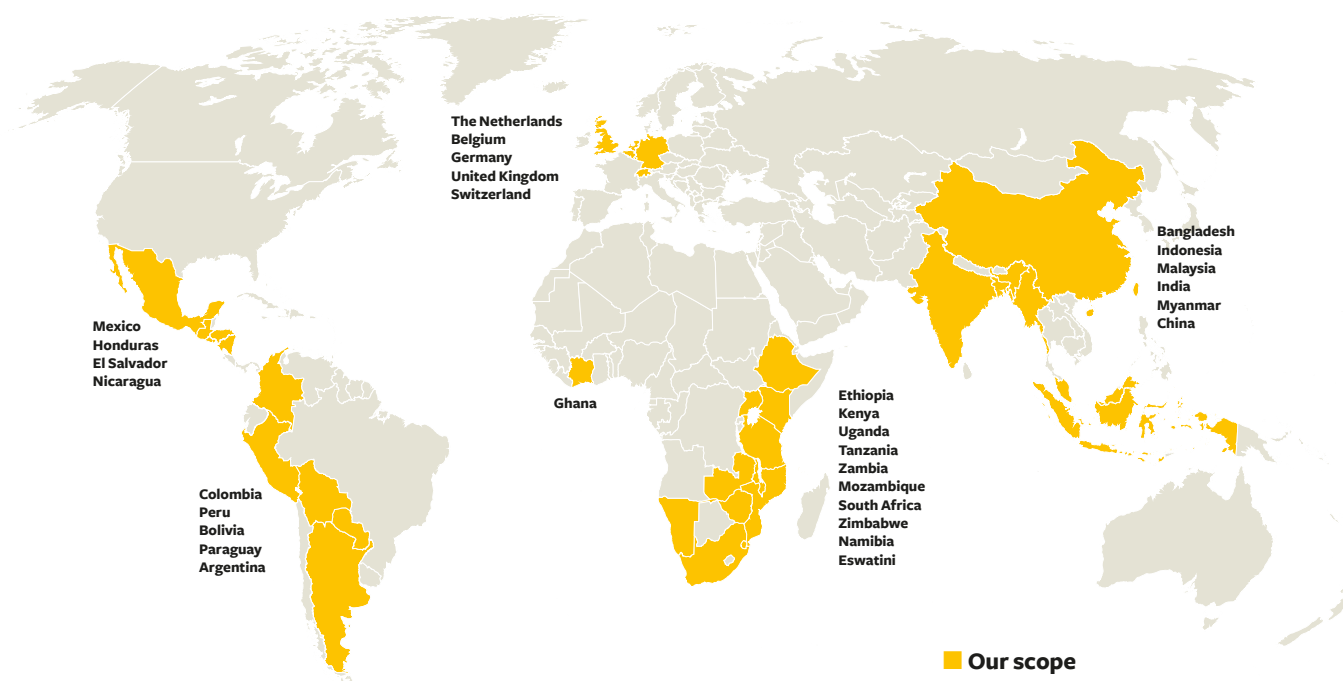 The Netherlands
Belgium
Germany
United Kingdom
Switzerland
Bangladesh
Indonesia
Malaysia
India
Myanmar
China
Mexico
Honduras
El Salvador
Nicaragua
Ghana
Ethiopia
Kenya
Uganda
Tanzania
Zambia
Mozambique
South Africa
Zimbabwe
Namibia
Eswatini
Colombia
Peru
Bolivia
Paraguay
Argentina
Our scope